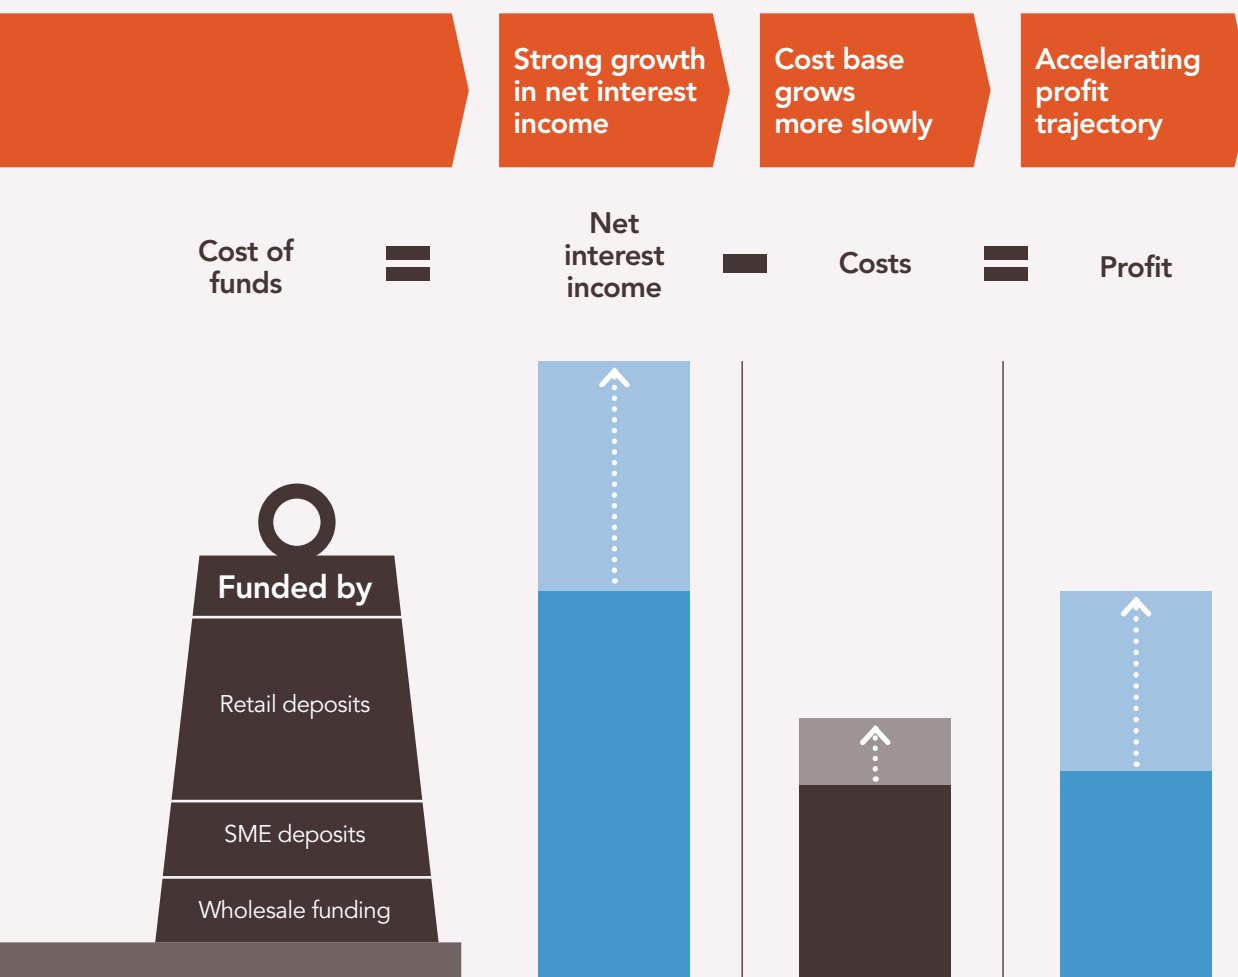 Strong growth
in net interest
income
Cost base
grows
more slowly
Accelerating
profit
trajectory
Cost of
funds
=
Net
interest
income
-
Costs
=
Profit
Funded by
Retail deposits
SME deposits
Wholesale funding